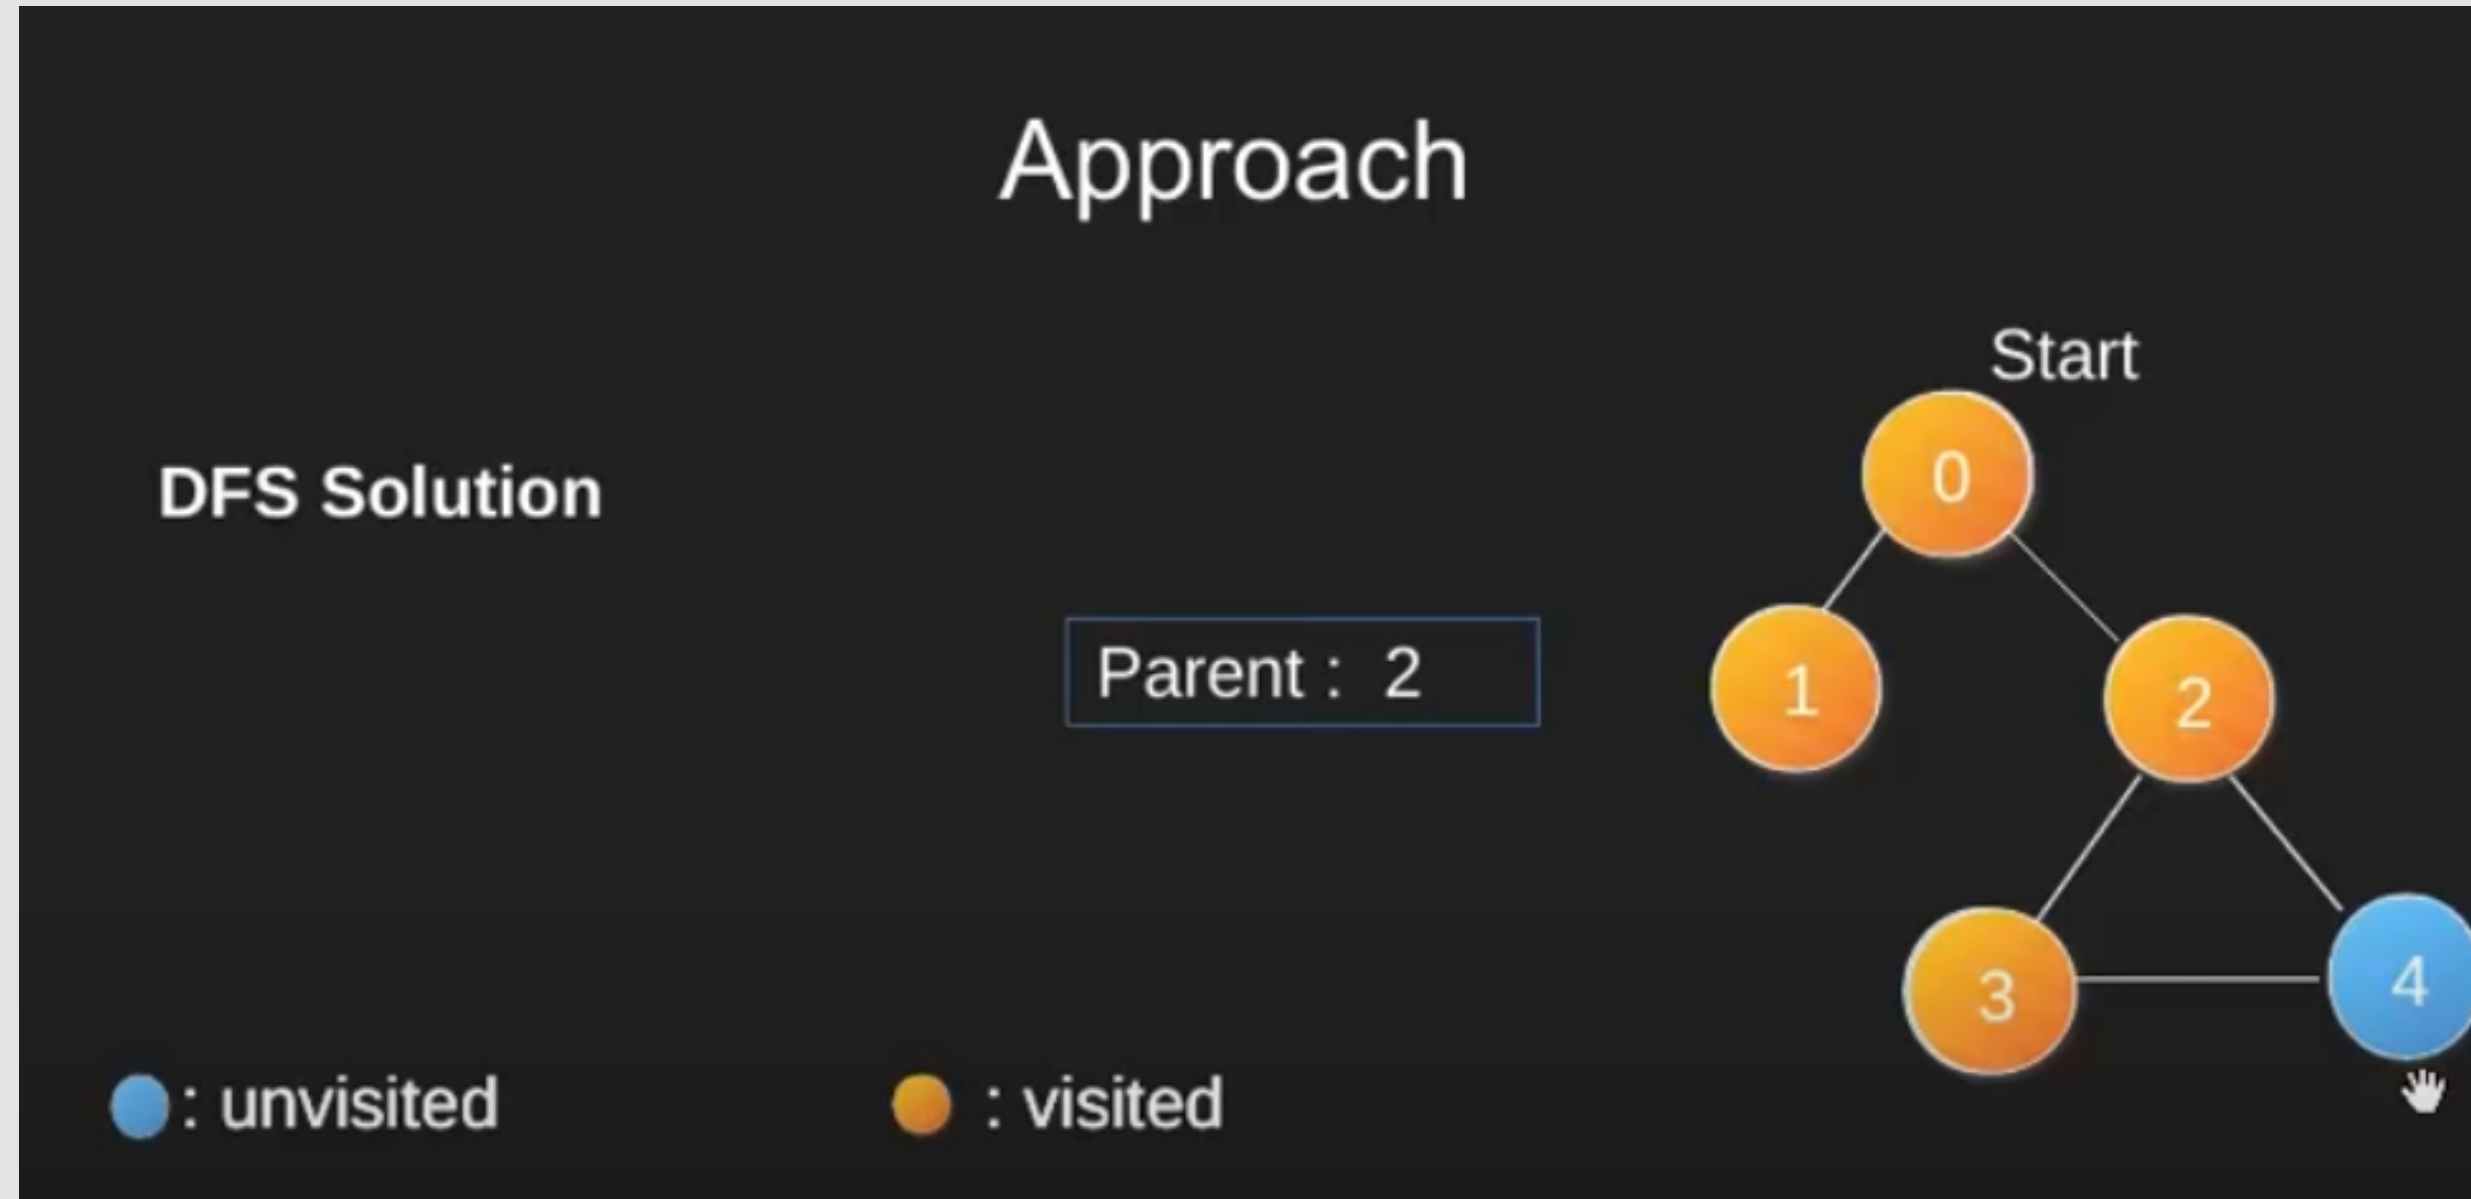 Approach
Start
0
DFS Solution
Parent : 2
1
2
3
4
: unvisited
: visited